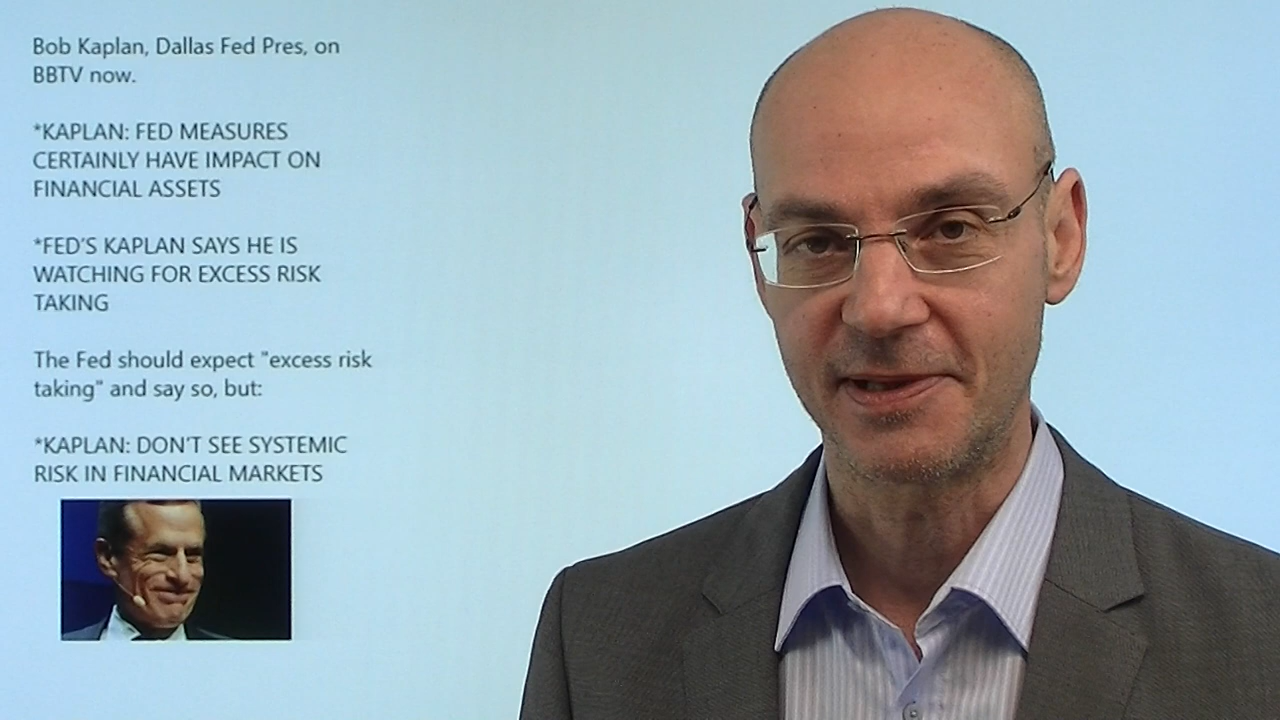 Bob Kaplan, Dallas Fed Pres, on
BBTV now.
*KAPLAN: FED MEASURES
CERTAINLY HAVE IMPACT ON
FINANCIAL ASSETS
*FED'S KAPLAN SAYS HE IS
WATCHING FOR EXCESS RISK
TAKING
The Fed should expect "excess risk
taking" and say so, but:
*KAPLAN: DON'T SEE SYSTEMIC
RISK IN FINANCIAL MARKETS